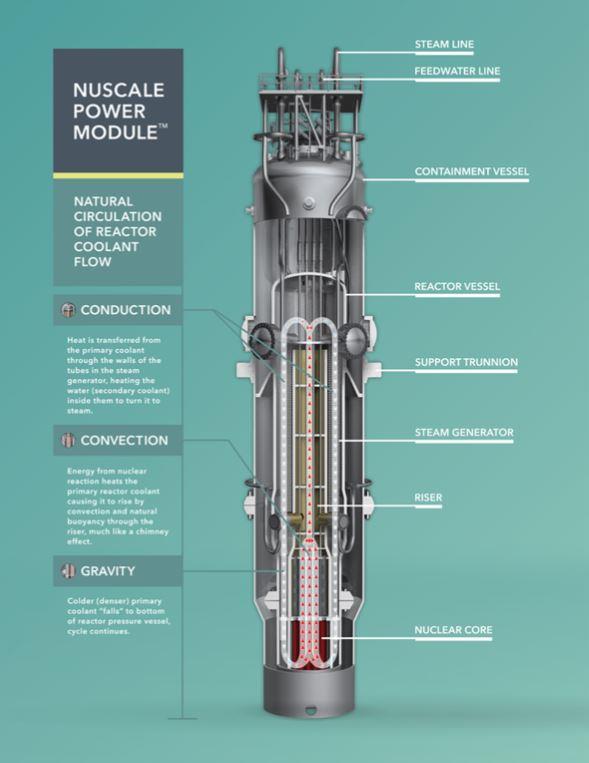 NUSCALE
POWER
MODULE™
NATURAL
CIRCULATION
OF REACTOR
COOLANT
FLOW
CONDUCTION
Heat is transferred from
the primary coolant
through the walls of the
tubes in the steam
generator, heating the
water (secondary coolant)
inside them to turn it to
steam.
CONVECTION
Energy from nuclear
reaction heats the
primary reactor coolant
causing it to rise by
convection and natural
buoyancy through the
riser, much like a chimney
effect.
GRAVITY
Colder (denser) primary
coolant "falls" to bottom
of reactor pressure vessel,
cycle continues.
STEAM LINE
FEEDWATER LINE
CONTAINMENT VESSEL
REACTOR VESSEL
SUPPORT TRUNNION
STEAM GENERATOR
RISER
NUCLEAR CORE